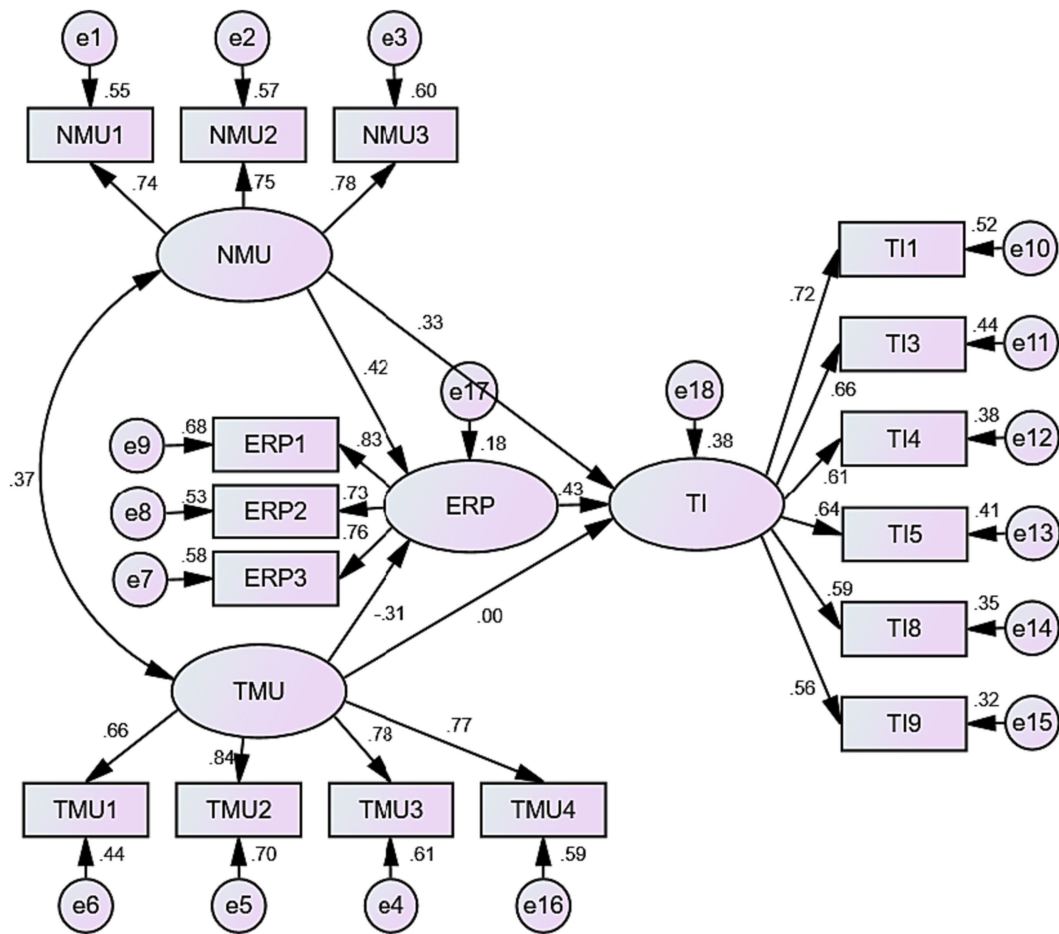 e1 e2 e3
.55 .57 .60
NMU1 NMU2 NMU3
.74 .75 .78
NMU
.37
.33
.42
e17
.18
e18
.38
e9 .68 ERP1 .83
e8 .53 ERP2 .73
e7 .58 ERP3 .76
ERP
.43
TI
-.31
.00
TMU
.66 .84 .78 .77
TMU1 TMU2 TMU3 TMU4
.44 .70 .61 .59
e6 e5 e4 e16
.72 TI1 .52 e10
.66 TI3 .44 e11
.61 TI4 .38 e12
.64 TI5 .41 e13
.59 TI8 .35 e14
.56 TI9 .32 e15